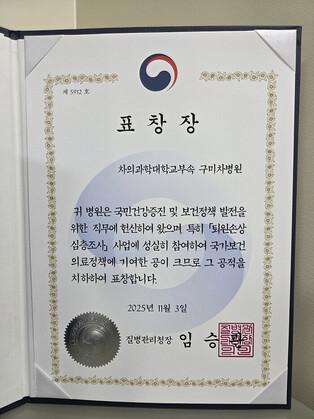 제 5912 호
표 창 장
차의과학대학교부속 구미차병원
귀 병원은 국민건강증진 및 보건정책 발전을
위한 직무에 헌신하여 왔으며 특히 「퇴원손상
심층조사」 사업에 성실히 참여하여 국가보건
의료정책에 기여한 공이 크므로 그 공적을
치하하여 표창합니다.
2025년 11월 3일
질병관리청장 임 승 관